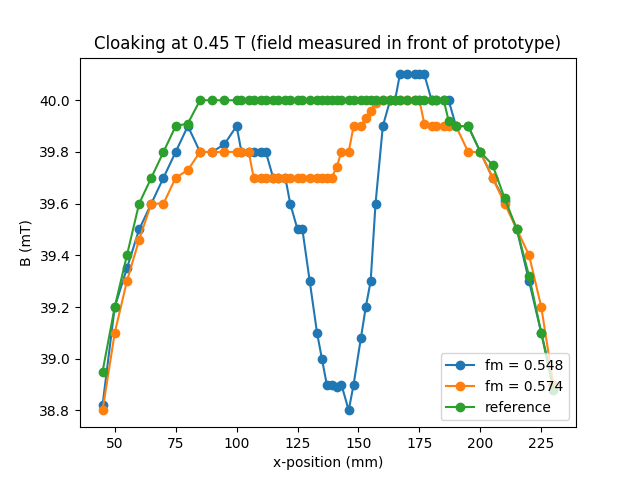 Cloaking at 0.45 T (field measured in front of prototype)
40.0
39.8
39.6
39.4
39.2
39.0
38.8
B (mT)
fm = 0.548
fm = 0.574
reference
50 75 100 125 150 175 200 225
x-position (mm)